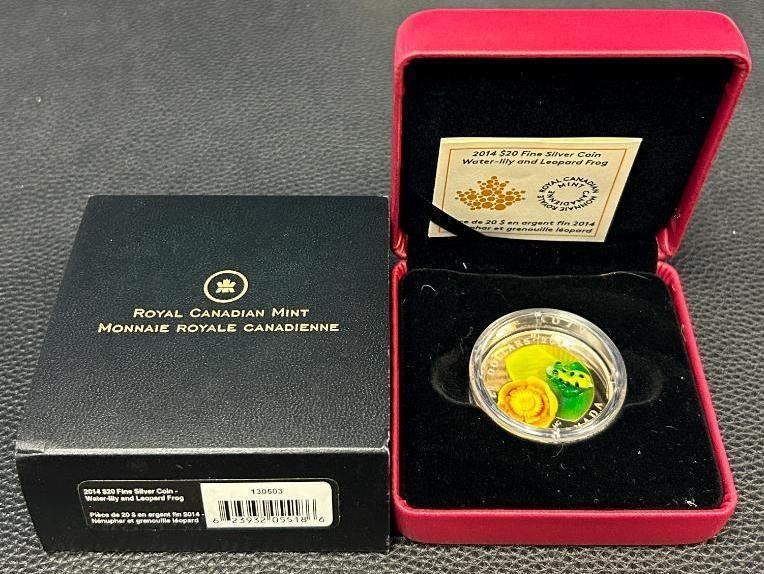 ROYAL CANADIAN MINT
MONNAIE ROYALE CANADIENNE
2014 $20 Fine Silver Coin -
Water-lily and Leopard Frog
Pièce de 20 $ en argent fin 2014 -
Nénuphar et grenouille léopard
130503
6 23932 05518 6
2014 $20 Fine Silver Coin
Water-lily and Leopard Frog
ROYAL CANADIAN MINT
MONNAIE ROYALE CANADIENNE
de 20 $ en argent fin 2014
et grenouille léopard
DOLLARS